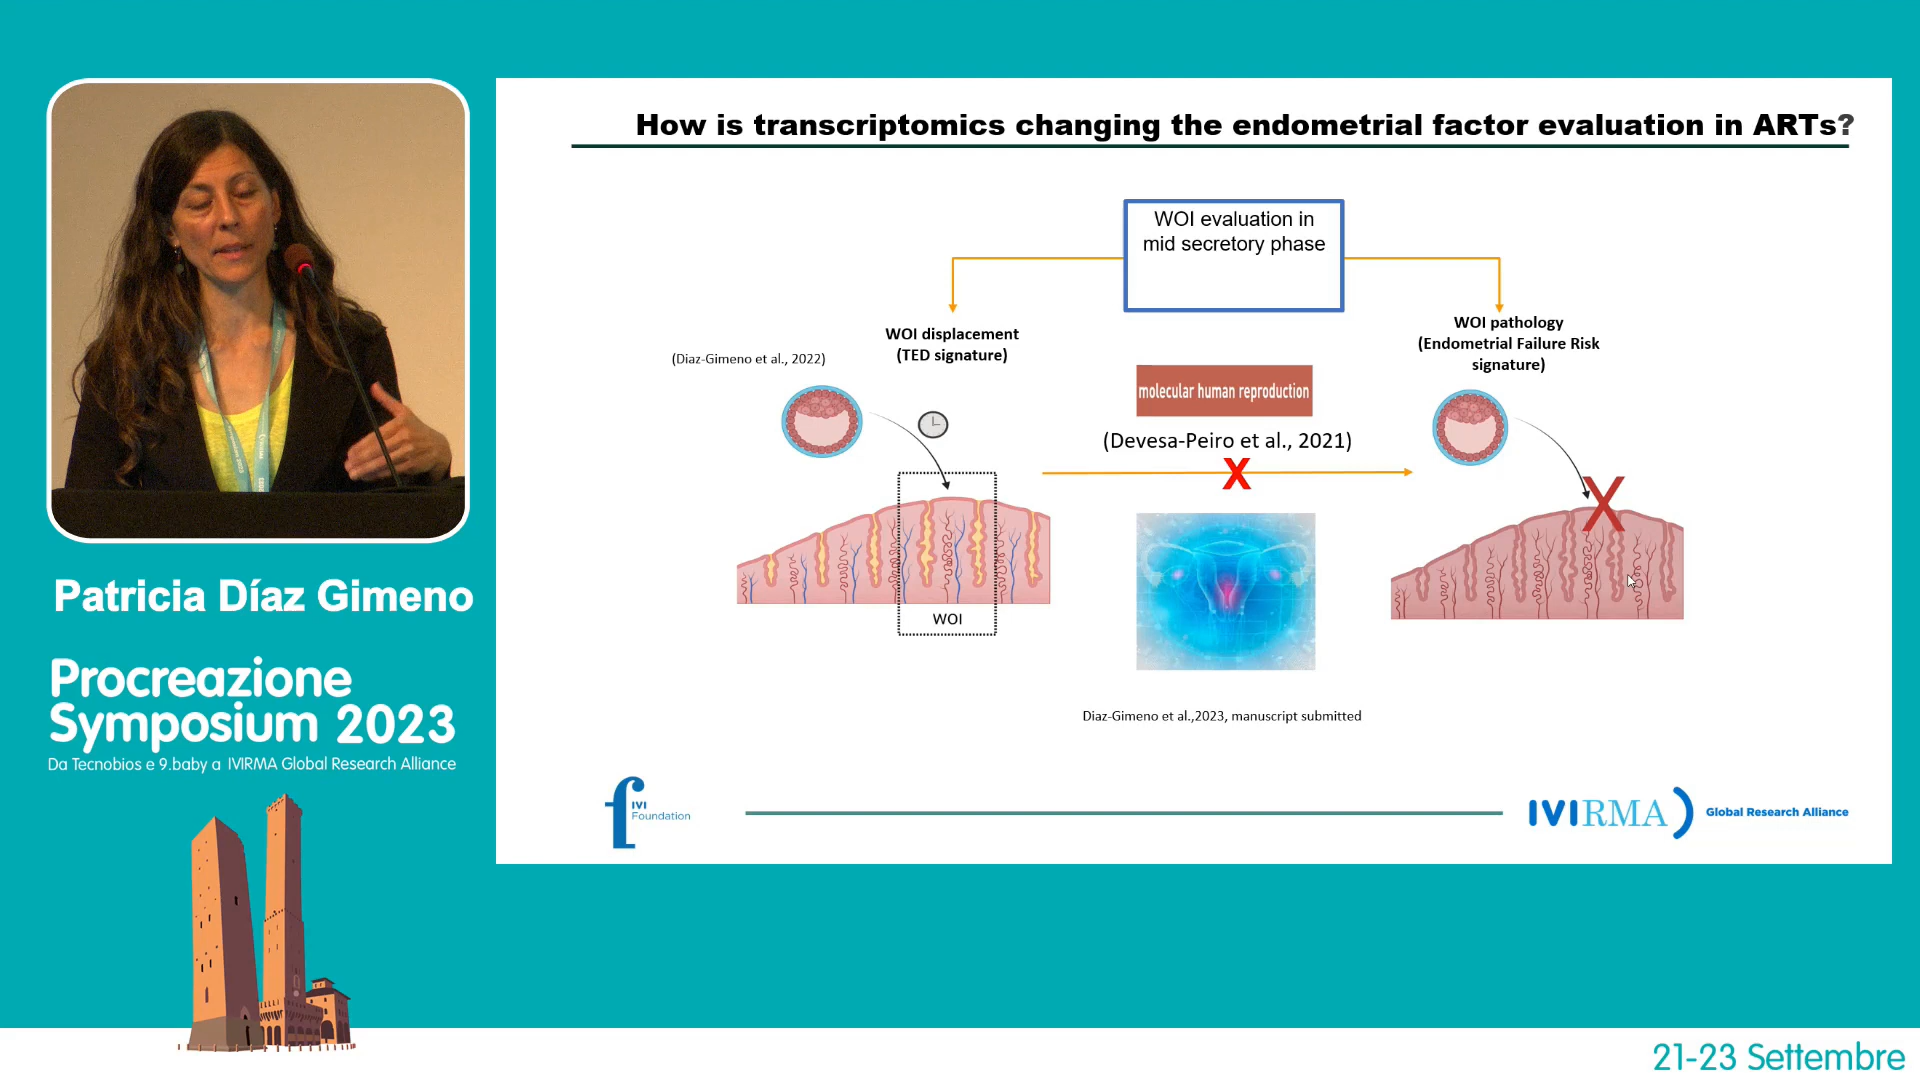 How is transcriptomics changing the endometrial factor evaluation in ARTs?
WOI evaluation in
mid secretory phase
WOI displacement
(TED signature)
(Diaz-Gimeno et al., 2022)
WOI pathology
(Endometrial Failure Risk
signature)
molecular human reproduction
(Devesa-Peiro et al., 2021)
X
X
WOI
Diaz-Gimeno et al.,2023, manuscript submitted
IVI
Foundation
IVIRMA
Global Research Alliance
Patricia Díaz Gimeno
Procreazione
Symposium 2023
Da Tecnobios e 9.baby a IVIRMA Global Research Alliance
21-23 Settembre